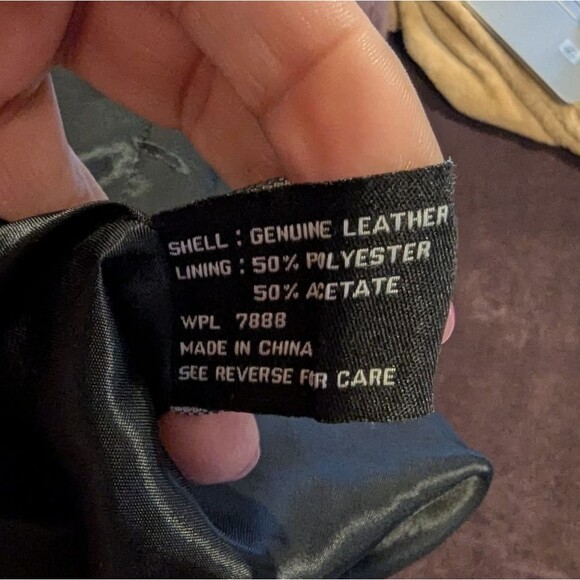 SHELL : GENUINE LEATHER
LINING : 50% POLYESTER
50% ACETATE
WPL 7888
MADE IN CHINA
SEE REVERSE FOR CARE